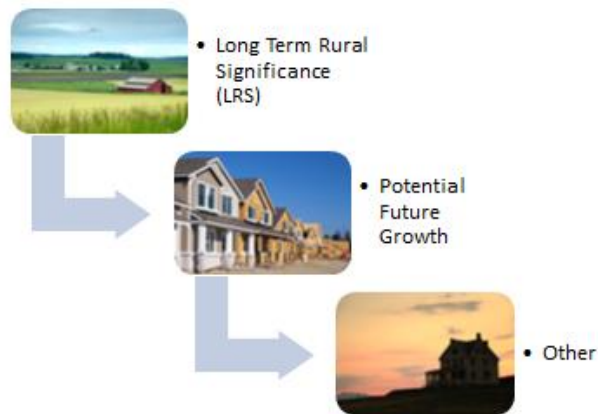 • Long Term Rural
Significance
(LRS)
• Potential
Future
Growth
• Other